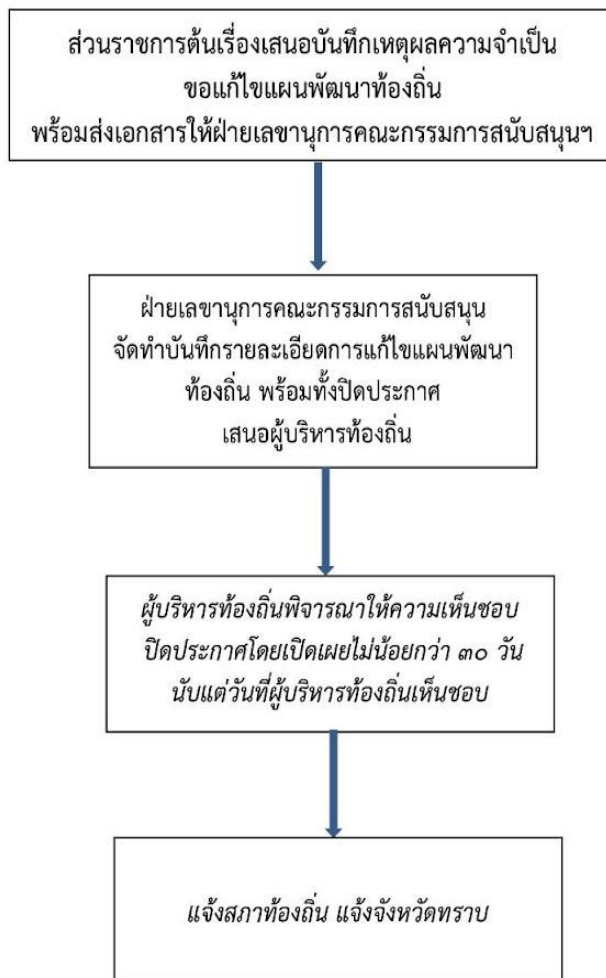 ส่วนราชการต้นเรื่องเสนอบันทึกเหตุผลความจำเป็น
ขอแก้ไขแผนพัฒนาท้องถิ่น
พร้อมส่งเอกสารให้ฝ่ายเลขานุการคณะกรรมการสนับสนุนฯ
ฝ่ายเลขานุการคณะกรรมการสนับสนุน
จัดทำบันทึกรายละเอียดการแก้ไขแผนพัฒนา
ท้องถิ่น พร้อมทั้งปิดประกาศ
เสนอผู้บริหารท้องถิ่น
ผู้บริหารท้องถิ่นพิจารณาให้ความเห็นชอบ
ปิดประกาศโดยเปิดเผยไม่น้อยกว่า ๓๐ วัน
นับแต่วันที่ผู้บริหารท้องถิ่นเห็นชอบ
แจ้งสภาท้องถิ่น แจ้งจังหวัดทราบ